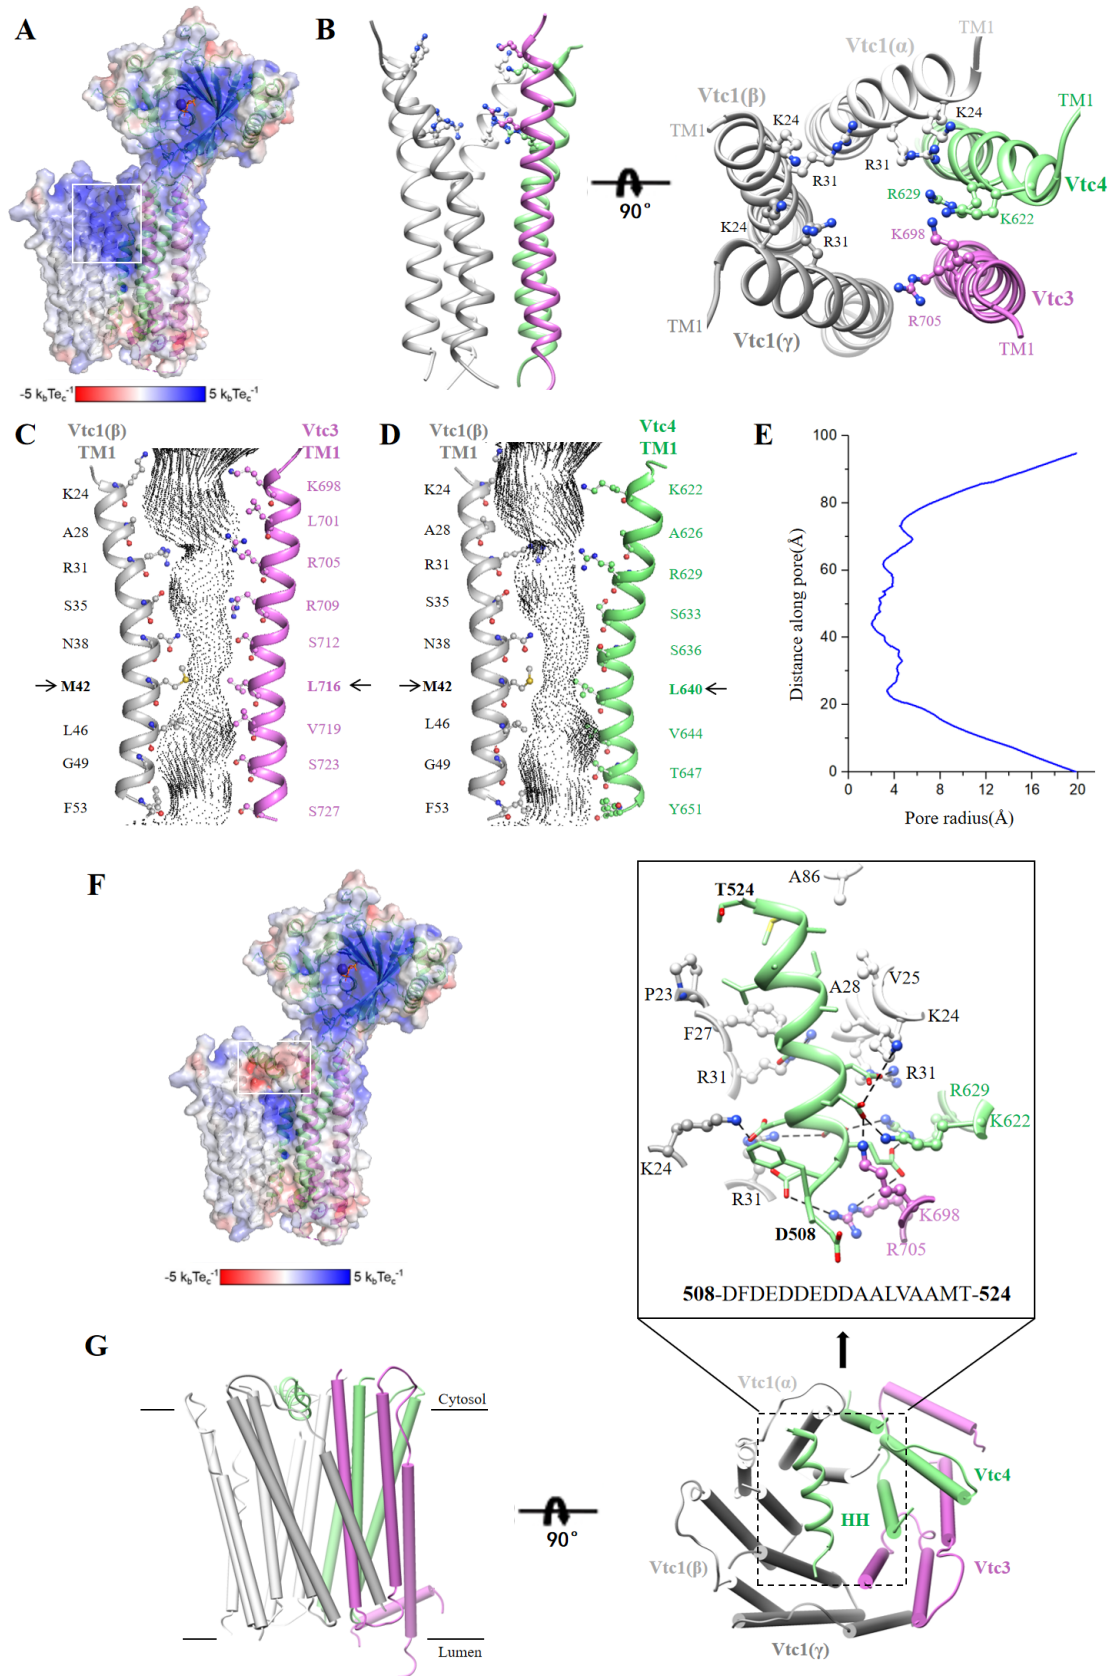 A
-5 kbTec-1
5 kbTec-1
B
90°
Vtc1(α)
TM1
Vtc1(β)
TM1
K24
K24
TM1
R31
R31
Vtc4
R629
K622
K24
R31
K698
Vtc3
TM1
R705
Vtc1(γ)
TM1
C
Vtc1(β)
TM1
Vtc3
TM1
K24
A28
R31
S35
N38
M42
L46
G49
F53
K698
L701
R705
R709
S712
L716
V719
S723
S727
D
Vtc1(β)
TM1
Vtc4
TM1
K24
A28
R31
S35
N38
M42
L46
G49
F53
K622
A626
R629
S633
S636
L640
V644
T647
Y651
E
Distance along pore(Å)
100
80
60
40
20
0
0
4
8
12
16
20
Pore radius(Å)
F
-5 kbTec-1
5 kbTec-1
A86
T524
P23
A28
V25
F27
K24
R31
R31
R629
K622
K24
R31
D508
K698
R705
508-DFDEDDEDDAALVAAMT-524
G
Cytosol
Lumen
90°
Vtc1(α)
Vtc4
HH
Vtc1(β)
Vtc3
Vtc1(γ)